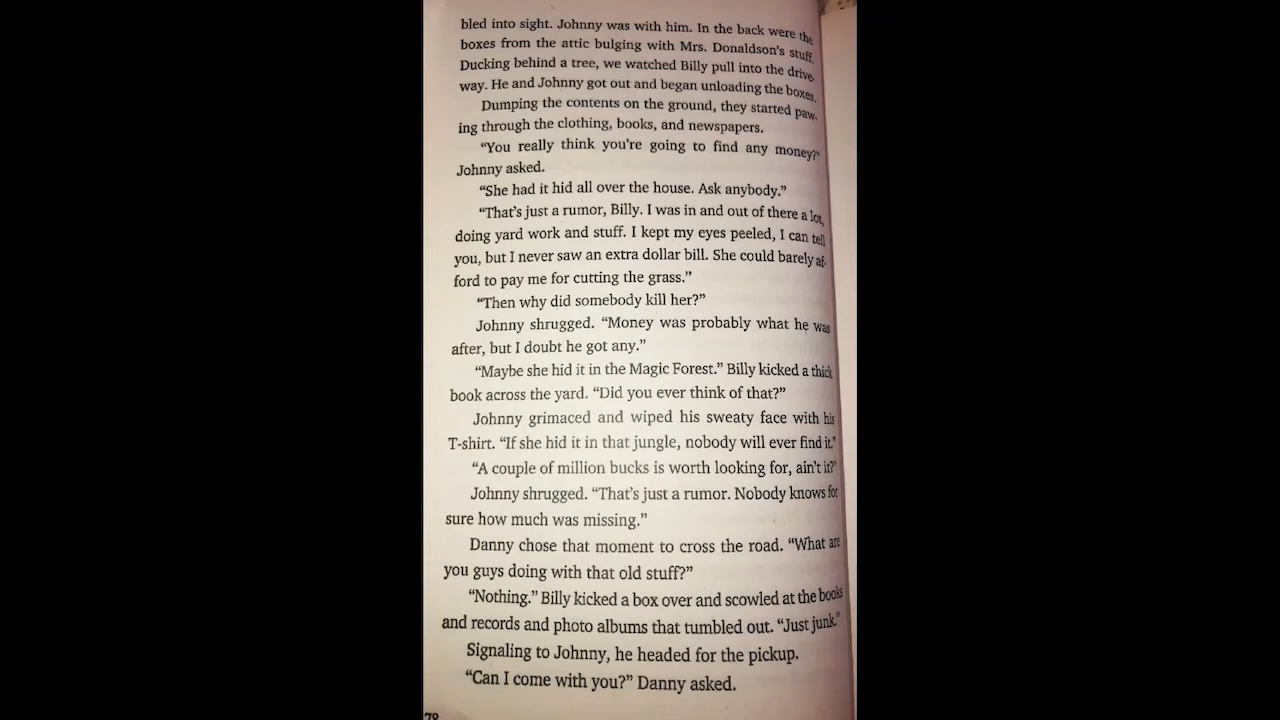 bled into sight. Johnny was with him. In the back were the
boxes from the attic bulging with Mrs. Donaldson's stuff.
Ducking behind a tree, we watched Billy pull into the drive-
way. He and Johnny got out and began unloading the boxes.
Dumping the contents on the ground, they started paw-
ing through the clothing, books, and newspapers.
“You really think you're going to find any money?”
Johnny asked.
“She had it hid all over the house. Ask anybody.”
“That's just a rumor, Billy. I was in and out of there a lot,
doing yard work and stuff. I kept my eyes peeled, I can tell
you, but I never saw an extra dollar bill. She could barely af-
ford to pay me for cutting the grass.”
“Then why did somebody kill her?”
Johnny shrugged. “Money was probably what he was
after, but I doubt he got any.”
“Maybe she hid it in the Magic Forest.” Billy kicked a thick
book across the yard. “Did you ever think of that?”
Johnny grimaced and wiped his sweaty face with his
T-shirt. “If she hid it in that jungle, nobody will ever find it.”
“A couple of million bucks is worth looking for, ain't it?”
Johnny shrugged. “That's just a rumor. Nobody knows for
sure how much was missing.”
Danny chose that moment to cross the road. “What are
you guys doing with that old stuff?”
“Nothing.” Billy kicked a box over and scowled at the books
and records and photo albums that tumbled out. “Just junk.”
Signaling to Johnny, he headed for the pickup.
“Can I come with you?” Danny asked.
78